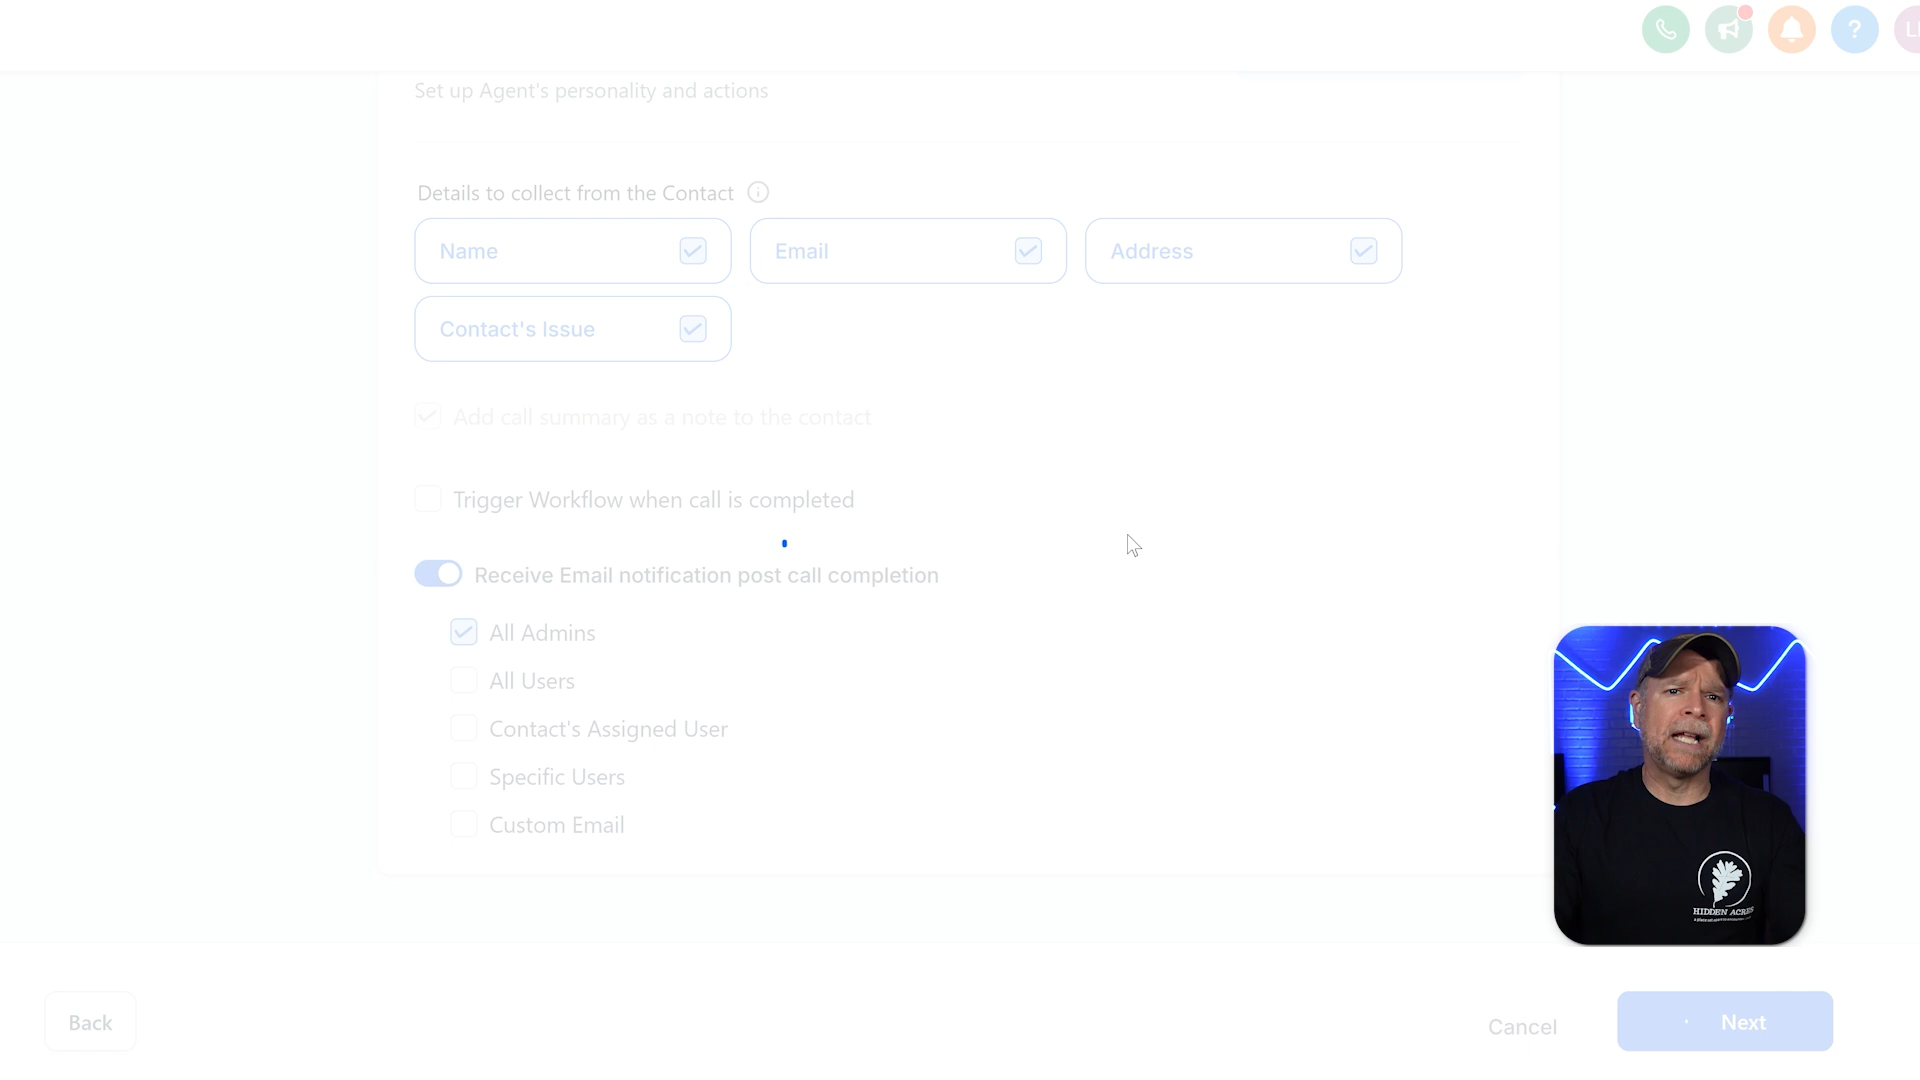 ?
Set up Agent's personality and actions
Details to collect from the Contact
Name
Email
Address
Contact's Issue
Add call summary as a note to the contact
Trigger Workflow when call is completed
Receive Email notification post call completion
All Admins
All Users
Contact's Assigned User
Specific Users
Custom Email
HIDDEN ACRES
Back
Cancel
Next